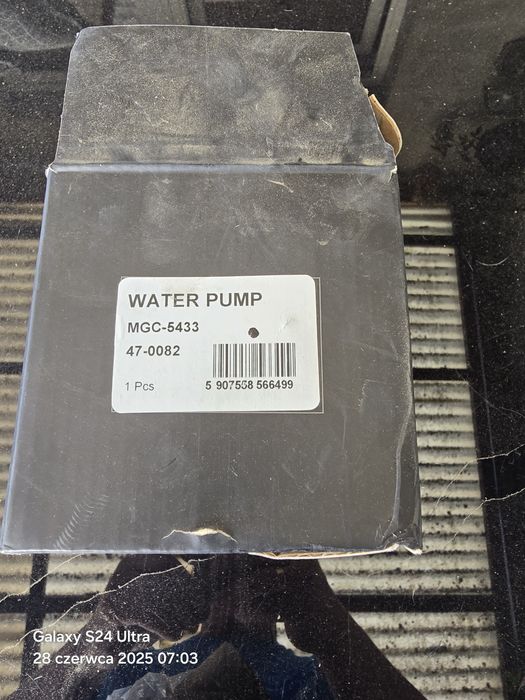 WATER PUMP
MGC-5433
47-0082
1 Pcs
5 907558 566499
Galaxy S24 Ultra
28 czerwca 2025 07:03